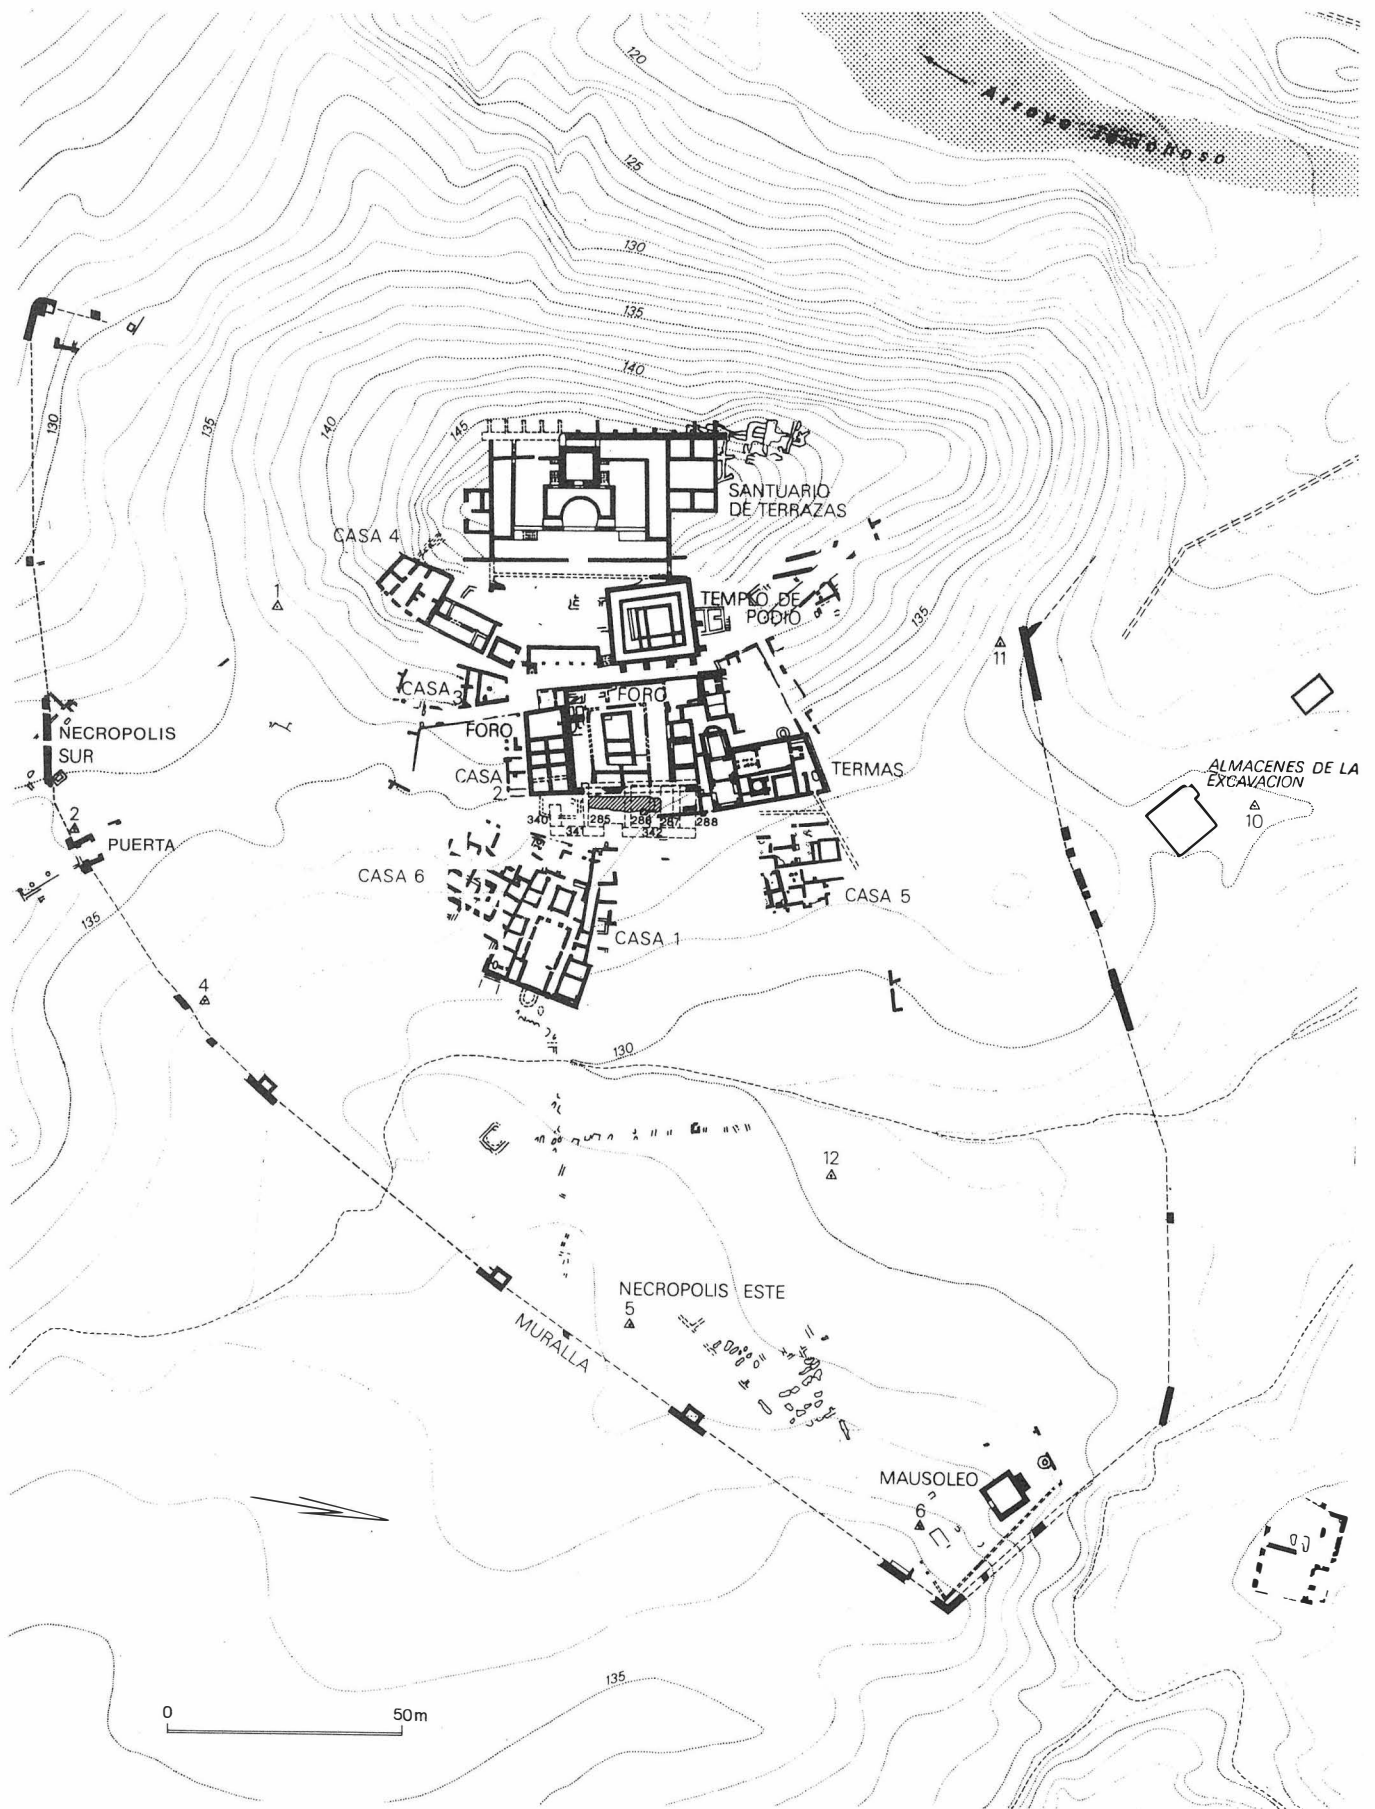 120
Arroyo Tamohoso
125
130
135
140
130
135
140
145
SANTUARIO
DE TERRAZAS
CASA 4
1
TEMPLO DE
PODIO
135
11
CASA 3
FORO
NECROPOLIS
SUR
FORO
CASA
2
TERMAS
ALMACENES DE LA
EXCAVACION
10
2
340
341
285
286
287
288
342
PUERTA
CASA 6
CASA 5
135
CASA 1
4
130
12
NECROPOLIS ESTE
5
MURALLA
MAUSOLEO
6
135
0
50m